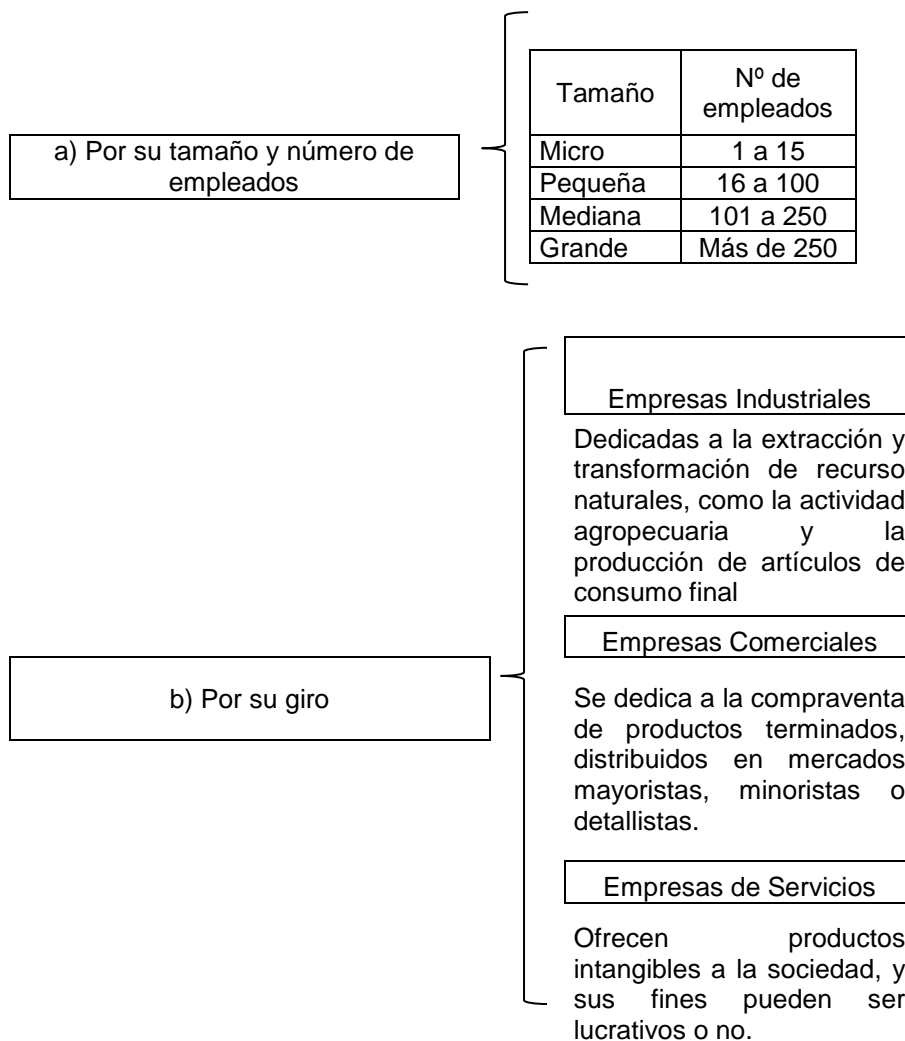 a) Por su tamaño y número de
empleados
Tamaño Nº de
empleados
Micro 1 a 15
Pequeña 16 a 100
Mediana 101 a 250
Grande Más de 250
b) Por su giro
Empresas Industriales
Dedicadas a la extracción y
transformación de recurso
naturales, como la actividad
agropecuaria y la
producción de artículos de
consumo final
Empresas Comerciales
Se dedica a la compraventa
de productos terminados,
distribuidos en mercados
mayoristas, minoristas o
detallistas.
Empresas de Servicios
Ofrecen productos
intangibles a la sociedad, y
sus fines pueden ser
lucrativos o no.